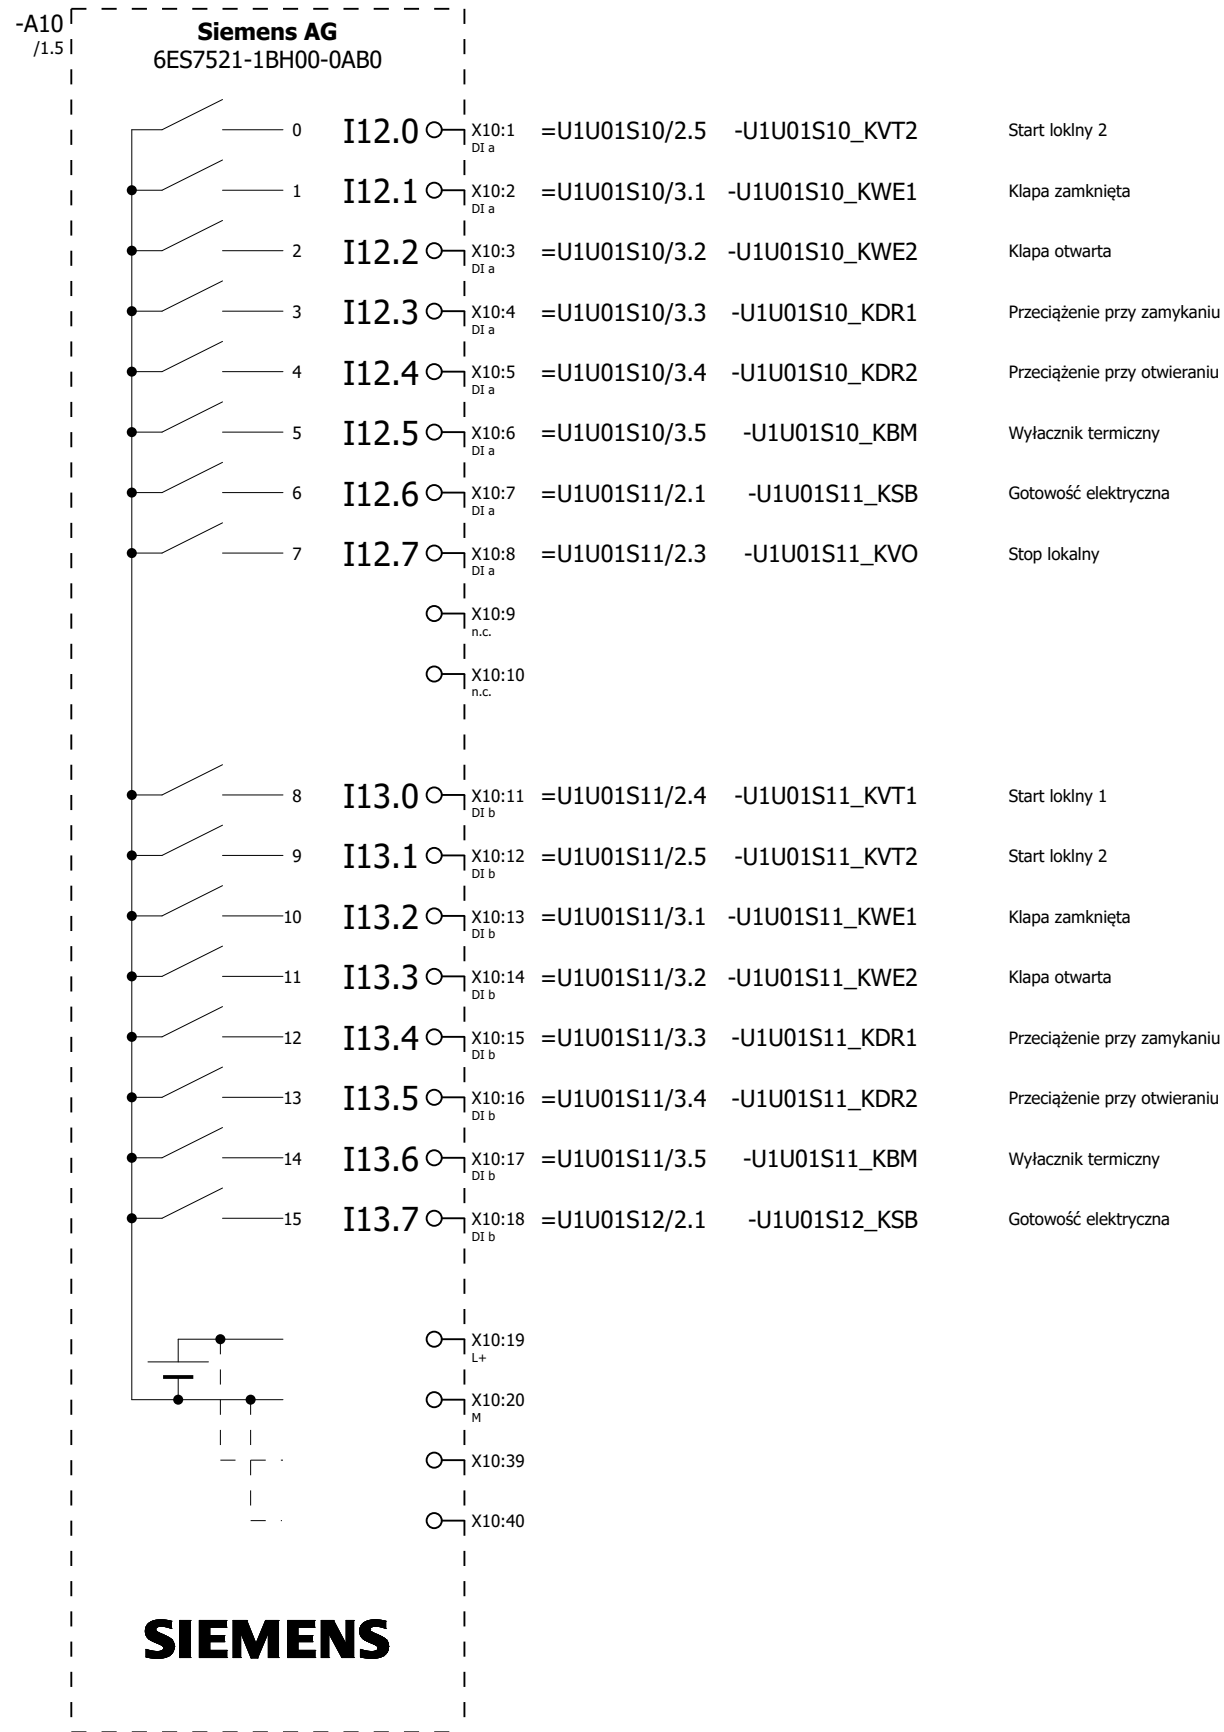 -A10
/1.5
Siemens AG
6ES7521-1BH00-0AB0
0 I12.0 X10:1 =U1U01S10/2.5 -U1U01S10_KVT2 Start loklny 2
DI a
1 I12.1 X10:2 =U1U01S10/3.1 -U1U01S10_KWE1 Klapa zamknięta
DI a
2 I12.2 X10:3 =U1U01S10/3.2 -U1U01S10_KWE2 Klapa otwarta
DI a
3 I12.3 X10:4 =U1U01S10/3.3 -U1U01S10_KDR1 Przeciążenie przy zamykaniu
DI a
4 I12.4 X10:5 =U1U01S10/3.4 -U1U01S10_KDR2 Przeciążenie przy otwieraniu
DI a
5 I12.5 X10:6 =U1U01S10/3.5 -U1U01S10_KBM Wyłacznik termiczny
DI a
6 I12.6 X10:7 =U1U01S11/2.1 -U1U01S11_KSB Gotowość elektryczna
DI a
7 I12.7 X10:8 =U1U01S11/2.3 -U1U01S11_KVO Stop lokalny
DI a
X10:9
n.c.
X10:10
n.c.
8 I13.0 X10:11 =U1U01S11/2.4 -U1U01S11_KVT1 Start loklny 1
DI b
9 I13.1 X10:12 =U1U01S11/2.5 -U1U01S11_KVT2 Start loklny 2
DI b
10 I13.2 X10:13 =U1U01S11/3.1 -U1U01S11_KWE1 Klapa zamknięta
DI b
11 I13.3 X10:14 =U1U01S11/3.2 -U1U01S11_KWE2 Klapa otwarta
DI b
12 I13.4 X10:15 =U1U01S11/3.3 -U1U01S11_KDR1 Przeciążenie przy zamykaniu
DI b
13 I13.5 X10:16 =U1U01S11/3.4 -U1U01S11_KDR2 Przeciążenie przy otwieraniu
DI b
14 I13.6 X10:17 =U1U01S11/3.5 -U1U01S11_KBM Wyłacznik termiczny
DI b
15 I13.7 X10:18 =U1U01S12/2.1 -U1U01S12_KSB Gotowość elektryczna
DI b
X10:19
L+
X10:20
M
X10:39
X10:40
SIEMENS